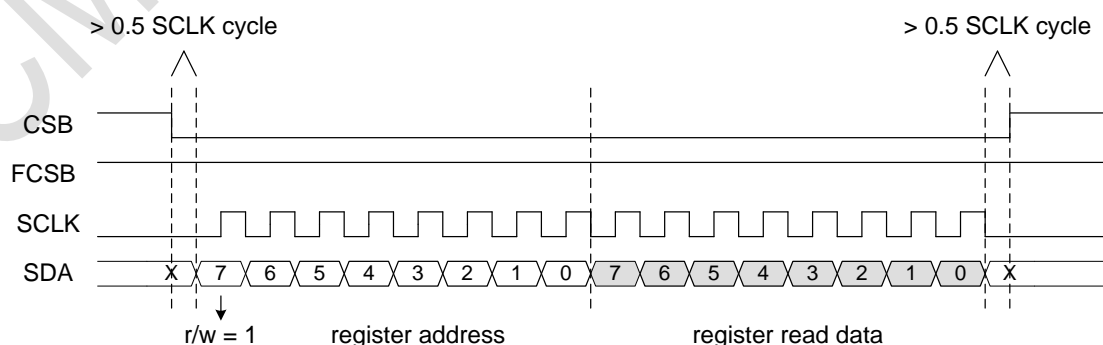 > 0.5 SCLK cycle > 0.5 SCLK cycle
CSB
FCSB
SCLK
SDA X 7 6 5 4 3 2 1 0 7 6 5 4 3 2 1 0 X
r/w = 1 register address register read data